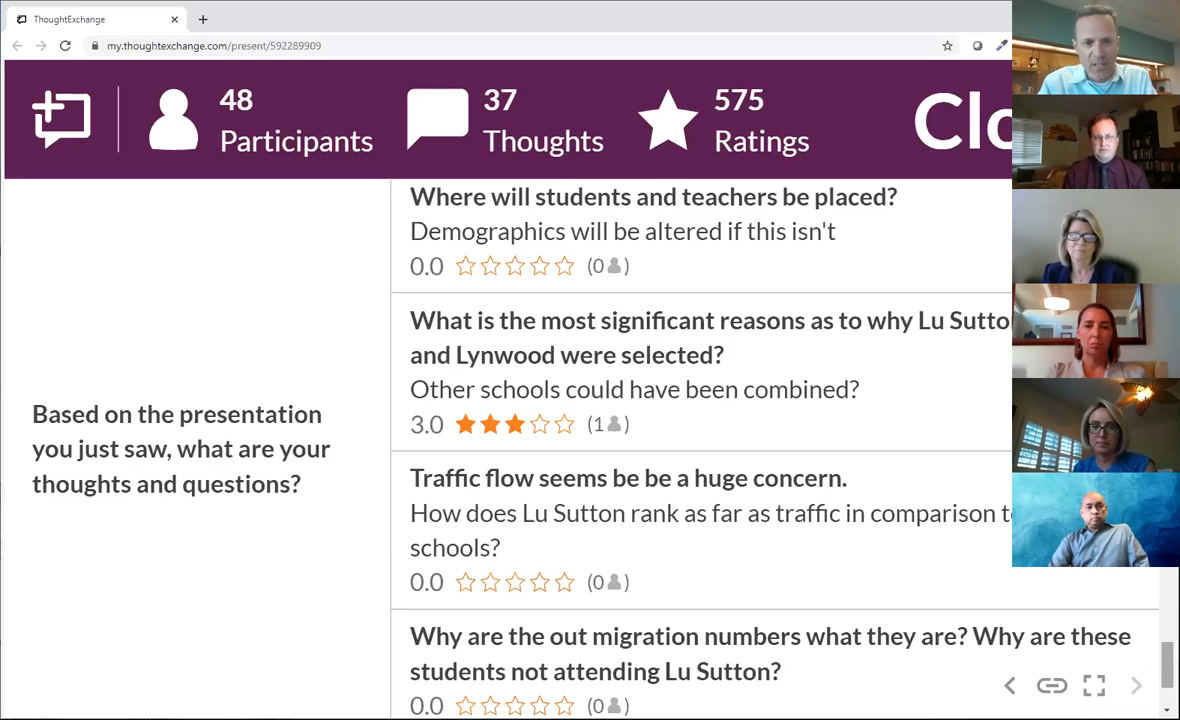 ThoughtExchange
my.thoughtexchange.com/present/592289909
48
Participants
37
Thoughts
575
Ratings
Where will students and teachers be placed?
Demographics will be altered if this isn't
0.0 (0)
What is the most significant reasons as to why Lu
and Lynwood were selected?
Other schools could have been combined?
3.0 (1)
Traffic flow seems be be a huge concern.
How does Lu Sutton rank as far as traffic in comparison
schools?
0.0 (0)
Why are the out migration numbers what they are? Why are these
students not attending Lu Sutton?
0.0 (0)
Based on the presentation
you just saw, what are your
thoughts and questions?